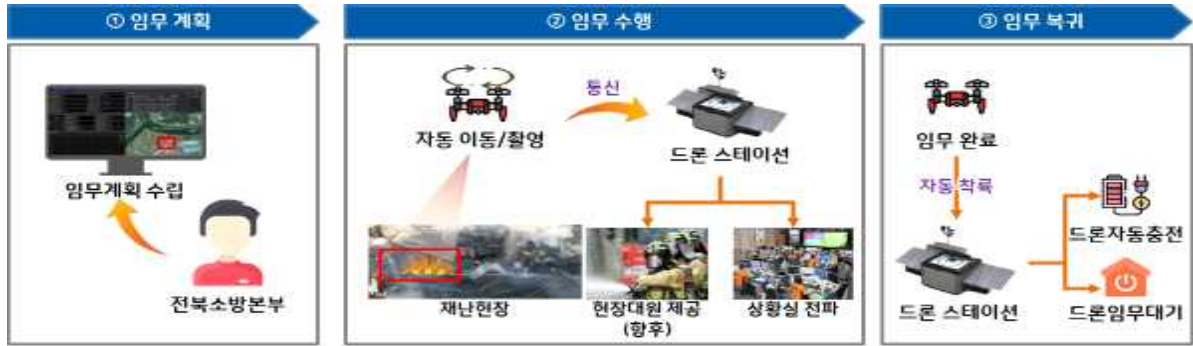 ① 임무 계획
임무계획 수립
전북소방본부
② 임무 수행
통신
자동 이동/촬영
드론 스테이션
재난현장
현장대원 제공
(향후)
상황실 전파
③ 임무 복귀
임무 완료
자동 착륙
드론자동충전
드론 스테이션
드론임무대기